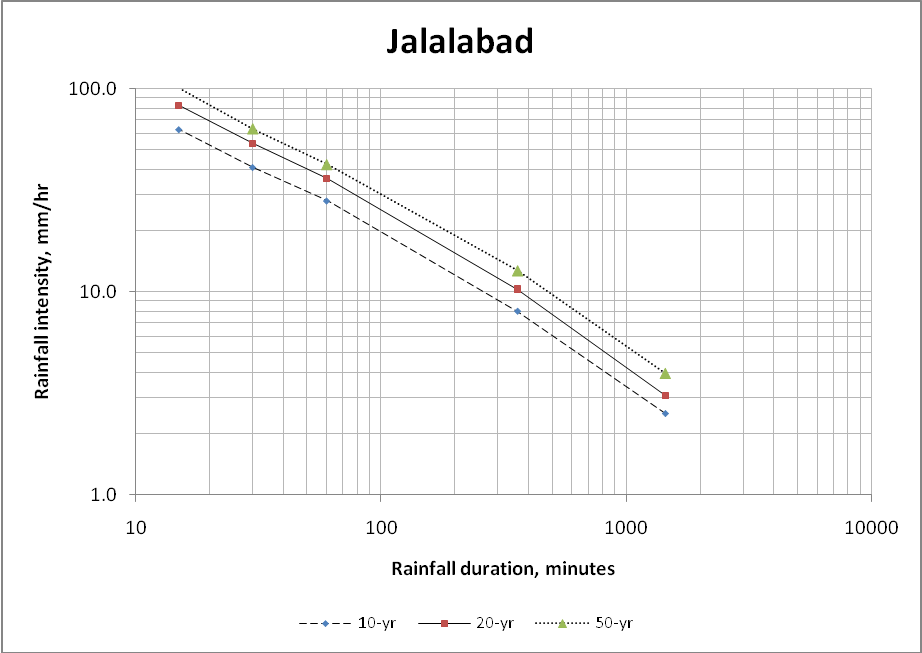 Jalalabad
100.0
10.0
1.0
Rainfall intensity, mm/hr
10 100 1000 10000
Rainfall duration, minutes
10-yr 20-yr 50-yr